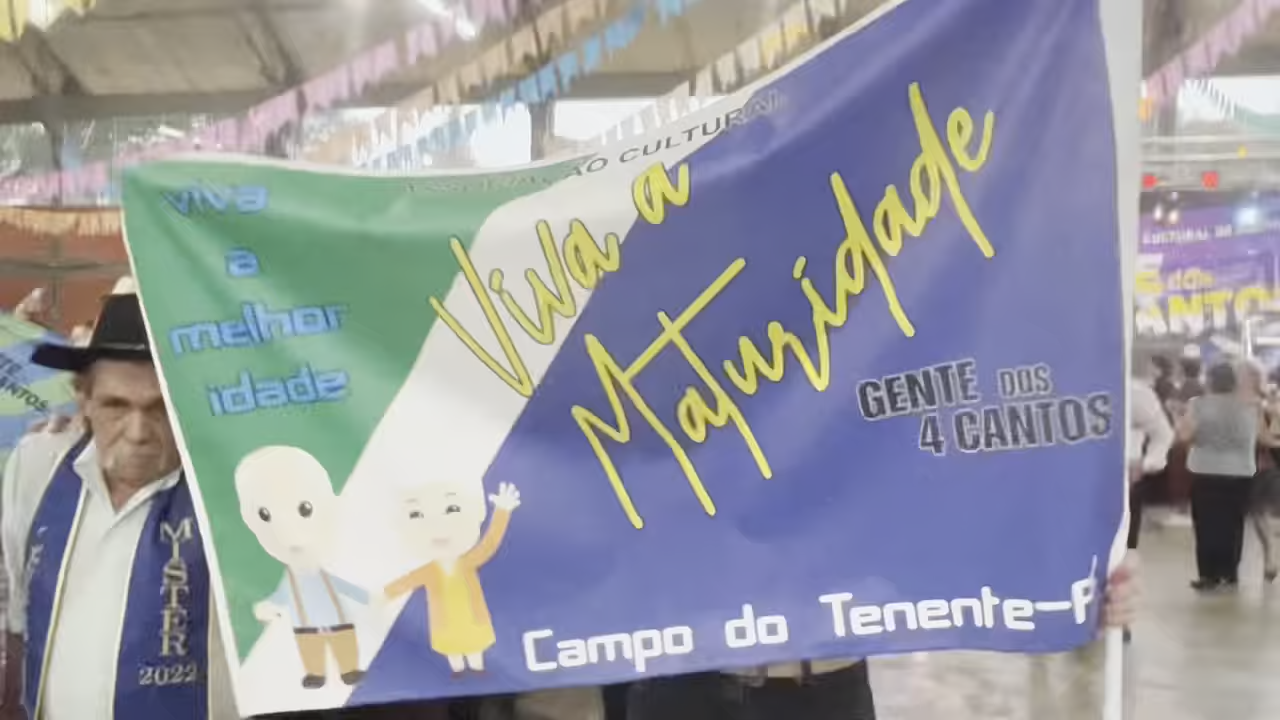 CULTURAL
viva
a
melhor
idade
Viva a
Maturidade
GENTE DOS
4 CANTOS
Campo do Tenente-P
MISTER
2022